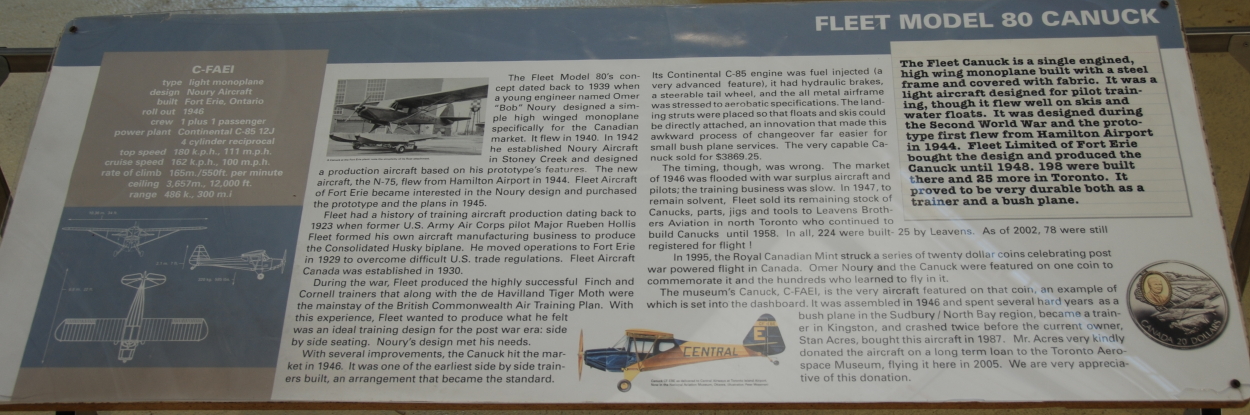 FLEET MODEL 80 CANUCK
C-FAEI
type light monoplane
design Noury Aircraft
built Fort Erie, Ontario
roll out 1946
crew 1 plus 1 passenger
power plant Continental C-85 12J
4 cylinder reciprocal
top speed 180 k.p.h., 111 m.p.h.
cruise speed 162 k.p.h., 100 m.p.h.
rate of climb 165m./550ft. per minute
ceiling 3,657m., 12,000 ft.
range 486 k., 300 m.i
The Fleet Model 80's con-
cept dated back to 1939 when
a young engineer named Omer
"Bob" Noury designed a sim-
ple high winged monoplane
specifically for the Canadian
market. It flew in 1940. In 1942
he established Noury Aircraft
in Stoney Creek and designed
a production aircraft based on his prototype's features. The new
aircraft, the N-75, flew from Hamilton Airport in 1944. Fleet Aircraft
of Fort Erie became interested in the Noury design and purchased
the prototype and the plans in 1945.
Fleet had a history of training aircraft production dating back to
1923 when former U.S. Army Air Corps pilot Major Rueben Hollis
Fleet formed his own aircraft manufacturing business to produce
the Consolidated Husky biplane. He moved operations to Fort Erie
in 1929 to overcome difficult U.S. trade regulations. Fleet Aircraft
Canada was established in 1930.
During the war, Fleet produced the highly successful Finch and
Cornell trainers that along with the de Havilland Tiger Moth were
the mainstay of the British Commonwealth Air Training Plan. With
this experience, Fleet wanted to produce what he felt
was an ideal training design for the post war era: side
by side seating. Noury's design met his needs.
With several improvements, the Canuck hit the mar-
ket in 1946. It was one of the earliest side by side train-
ers built, an arrangement that became the standard.
Its Continental C-85 engine was fuel injected (a
very advanced feature), it had hydraulic brakes,
a steerable tail wheel, and the all metal airframe
was stressed to aerobatic specifications. The land-
ing struts were placed so that floats and skis could
be directly attached, an innovation that made this
awkward process of changeover far easier for
small bush plane services. The very capable Ca-
nuck sold for $3869.25.
The timing, though, was wrong. The market
of 1946 was flooded with war surplus aircraft and
pilots; the training business was slow. In 1947, to
remain solvent, Fleet sold its remaining stock of
Canucks, parts, jigs and tools to Leavens Broth-
ers Aviation in north Toronto who continued to
build Canucks until 1958. In all, 224 were built- 25 by Leavens. As of 2002, 78 were still
registered for flight !
In 1995, the Royal Canadian Mint struck a series of twenty dollar coins celebrating post
war powered flight in Canada. Omer Noury and the Canuck were featured on one coin to
commemorate it and the hundreds who learned to fly in it.
The museum's Canuck, C-FAEI, is the very aircraft featured on that coin, an example of
which is set into the dashboard. It was assembled in 1946 and spent several hard years as a
bush plane in the Sudbury / North Bay region, became a train-
er in Kingston, and crashed twice before the current owner,
Stan Acres, bought this aircraft in 1987. Mr. Acres very kindly
donated the aircraft on a long term loan to the Toronto Aero-
space Museum, flying it here in 2005. We are very apprecia-
tive of this donation.
The Fleet Canuck is a single engined,
high wing monoplane built with a steel
frame and covered with fabric. It was a
light aircraft designed for pilot train-
ing, though it flew well on skis and
water floats. It was designed during
the Second World War and the proto-
type first flew from Hamilton Airport
in 1944. Fleet Limited of Fort Erie
bought the design and produced the
Canuck until 1948. 198 were built
there and 25 more in Toronto. It
proved to be very durable both as a
trainer and a bush plane.
CENTRAL
E
CANADA 20 DOLLARS